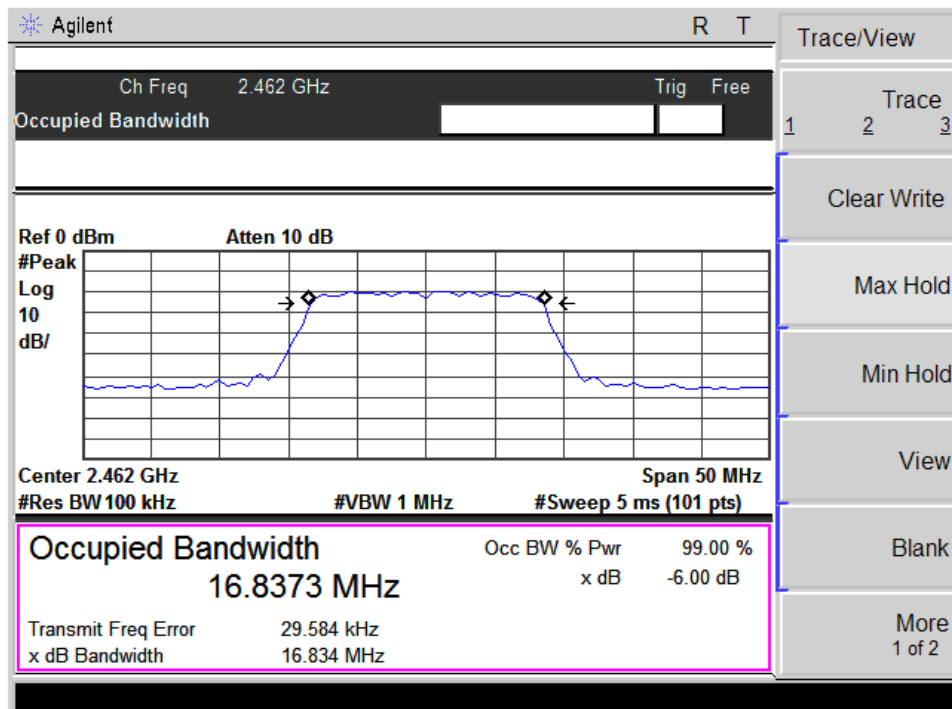 Agilent
R T
Trace/View
Ch Freq 2.462 GHz Trig Free
Occupied Bandwidth
Trace
1 2 3
Clear Write
Ref 0 dBm Atten 10 dB
#Peak
Log
10
dB/
Max Hold
Min Hold
View
Center 2.462 GHz Span 50 MHz
#Res BW 100 kHz #VBW 1 MHz #Sweep 5 ms (101 pts)
Occupied Bandwidth
16.8373 MHz
Occ BW % Pwr 99.00 %
x dB -6.00 dB
Transmit Freq Error 29.584 kHz
x dB Bandwidth 16.834 MHz
Blank
More
1 of 2